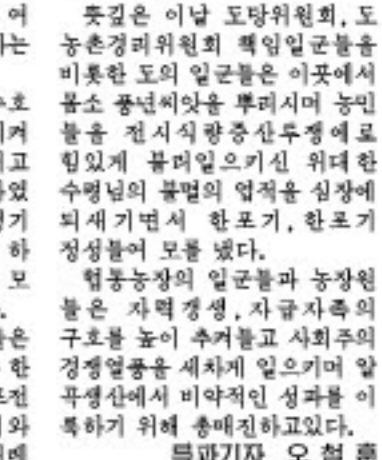 뜻깊은 이날 도당위원회, 도
농촌경리위원회 책임일군들을
비롯한 도의 일군들은 이곳에서
몸소 풍년씨앗을 뿌리시며 농민
들을 전시식량증산투쟁에로
힘있게 불러일으키신 위대한
수령님의 불멸의 업적을 심장에
되새기면서 한포기, 한포기
정성들여 모를 냈다.
협동농장의 일군들과 농장원
들은 자력갱생, 자급자족의
구호를 높이 추켜들고 사회주의
경쟁열풍을 세차게 일으키며 알
곡생산에서 비약적인 성과를 이
룩하기 위해 총매진하고있다.
특파기자 오철훈